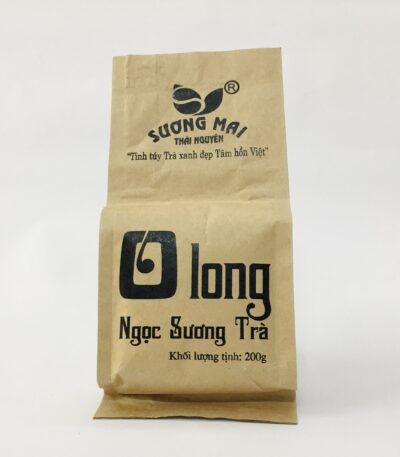 ®
SƯƠNG MAI
THÁI NGUYÊN
"Tinh túy Trà xanh đẹp Tâm hồn Việt"
Ô long
Ngọc Sương Trà
Khối lượng tịnh: 200g